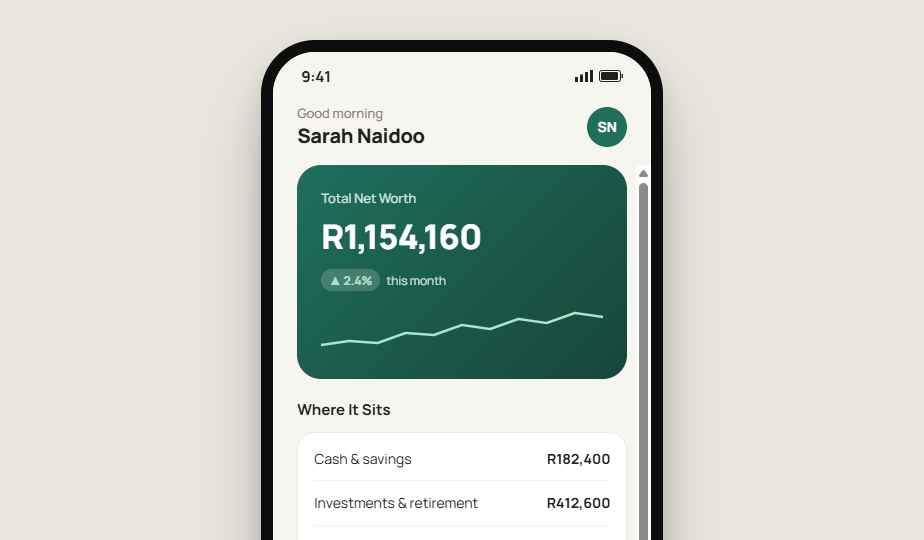 9:41
Good morning
Sarah Naidoo
SN
Total Net Worth
R1,154,160
▲ 2.4% this month
Where It Sits
Cash & savings R182,400
Investments & retirement R412,600